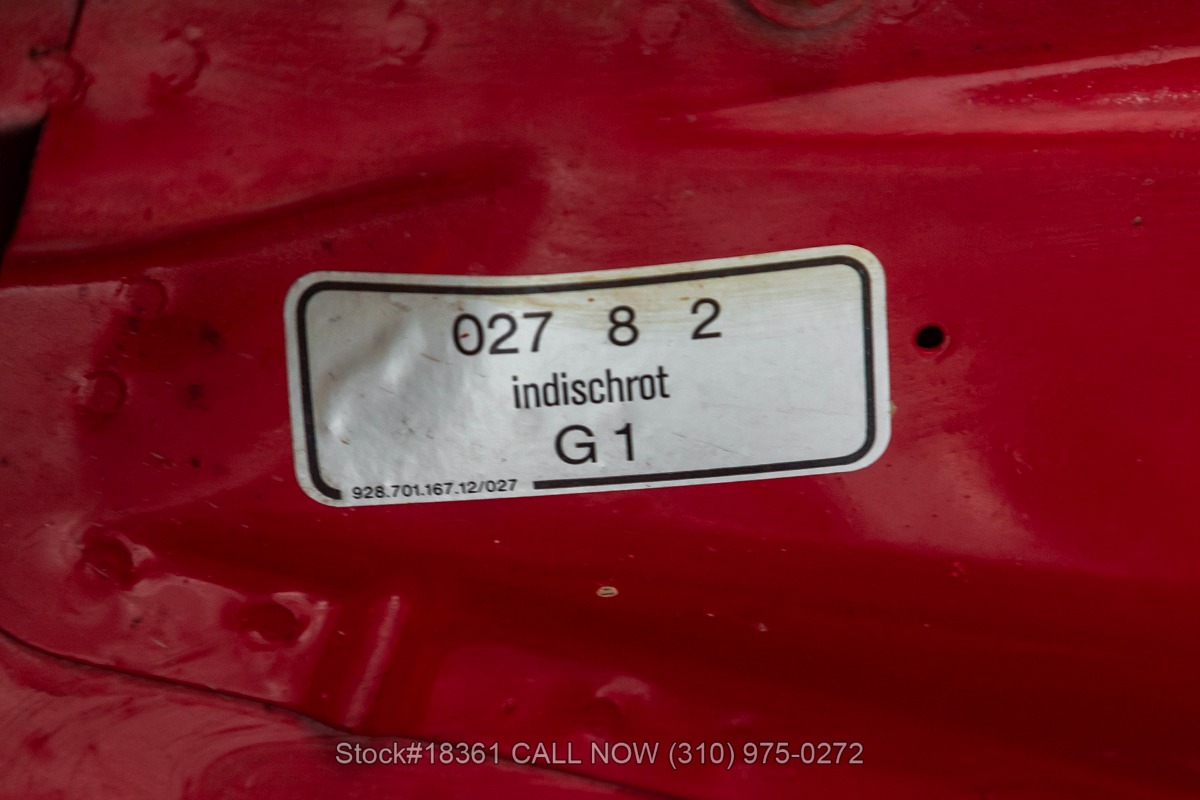 027 8 2
indischrot
G 1
928.701.167.12/027
Stock#18361 CALL NOW (310) 975-0272